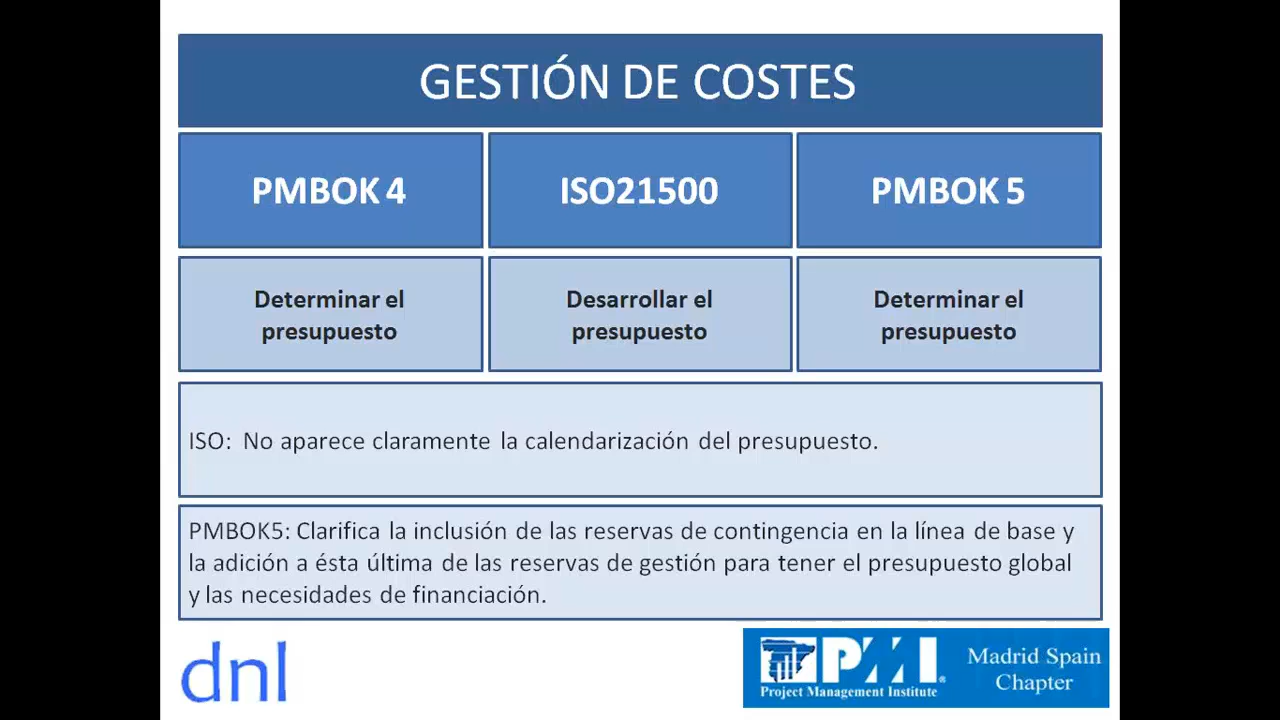 GESTIÓN DE COSTES
PMBOK 4
ISO21500
PMBOK 5
Determinar el
presupuesto
Desarrollar el
presupuesto
Determinar el
presupuesto
ISO: No aparece claramente la calendarización del presupuesto.
PMBOK5: Clarifica la inclusión de las reservas de contingencia en la línea de base y
la adición a ésta última de las reservas de gestión para tener el presupuesto global
y las necesidades de financiación.
dnl
PMI®
Project Management Institute
Madrid Spain
Chapter